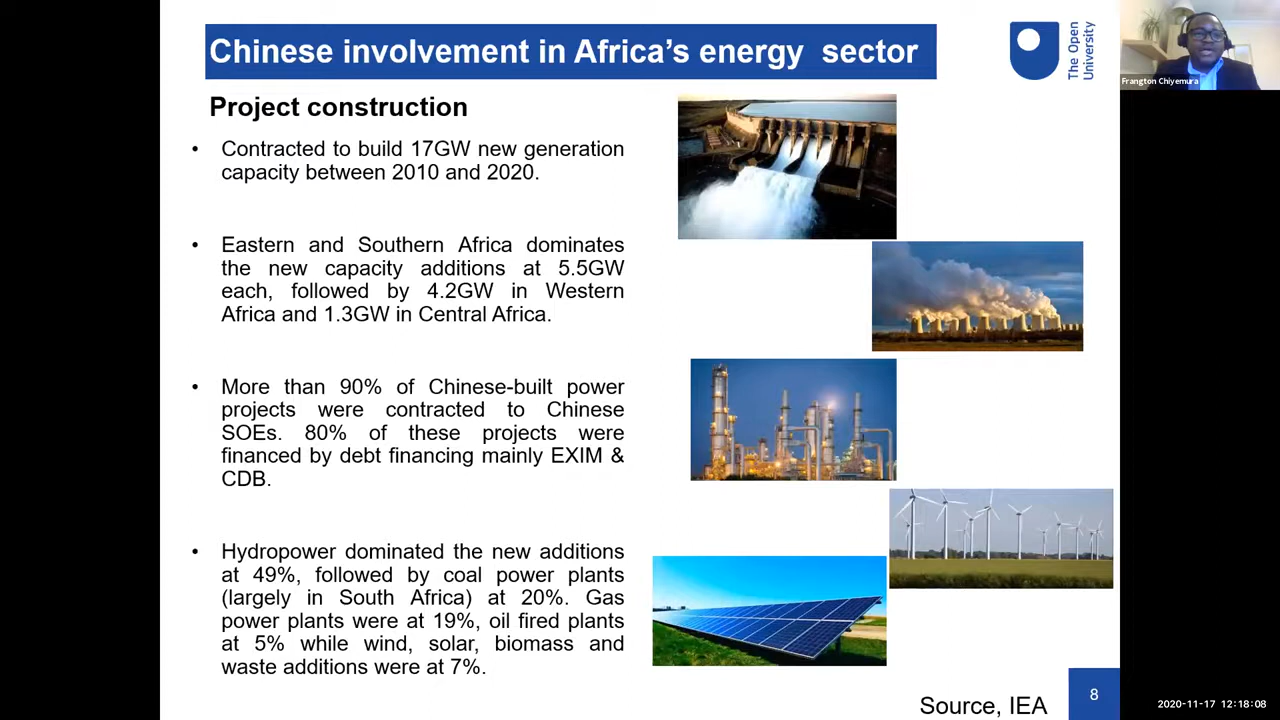 Chinese involvement in Africa's energy sector
The Open
University
Frangton Chiyemura
Project construction
• Contracted to build 17GW new generation
capacity between 2010 and 2020.
• Eastern and Southern Africa dominates
the new capacity additions at 5.5GW
each, followed by 4.2GW in Western
Africa and 1.3GW in Central Africa.
• More than 90% of Chinese-built power
projects were contracted to Chinese
SOEs. 80% of these projects were
financed by debt financing mainly EXIM &
CDB.
• Hydropower dominated the new additions
at 49%, followed by coal power plants
(largely in South Africa) at 20%. Gas
power plants were at 19%, oil fired plants
at 5% while wind, solar, biomass and
waste additions were at 7%.
Source, IEA
8
2020-11-17 12:18:08